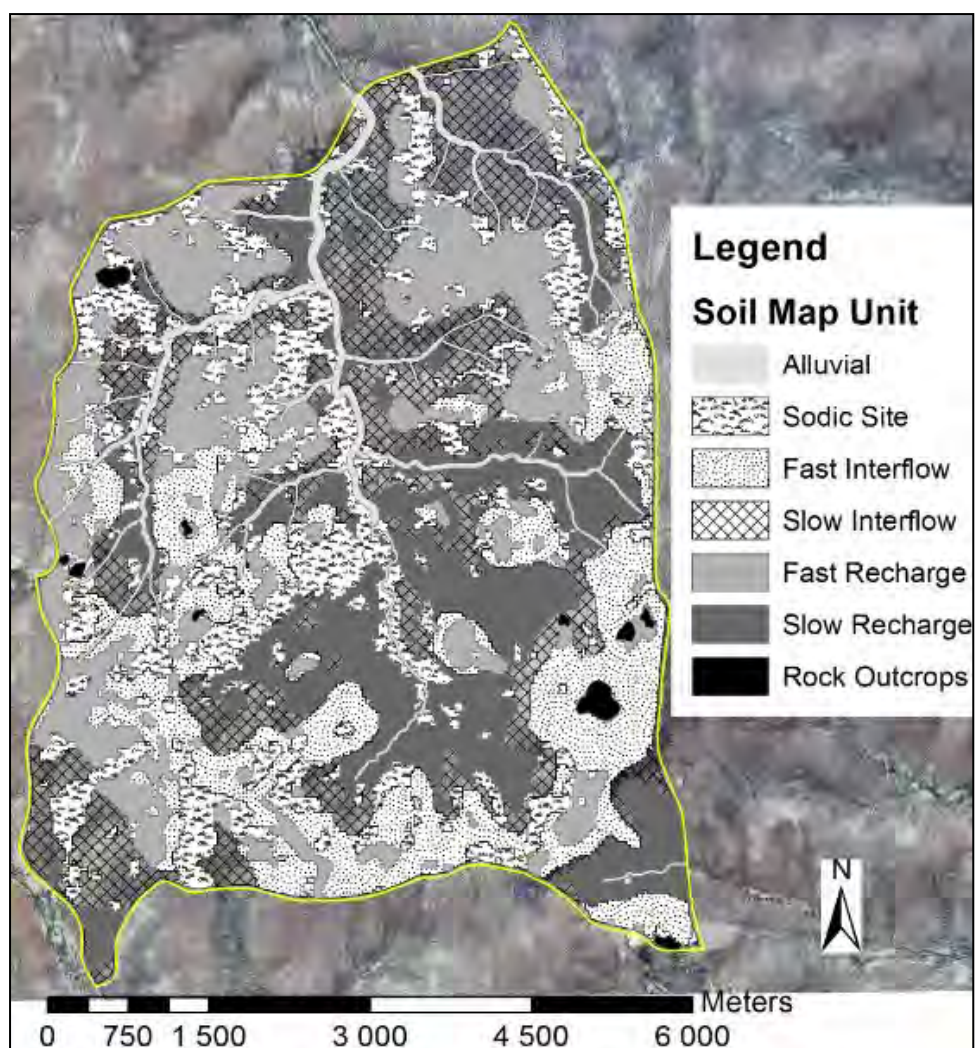 Legend
Soil Map Unit
Alluvial
Sodic Site
Fast Interflow
Slow Interflow
Fast Recharge
Slow Recharge
Rock Outcrops
N
Meters
0 750 1 500 3 000 4 500 6 000